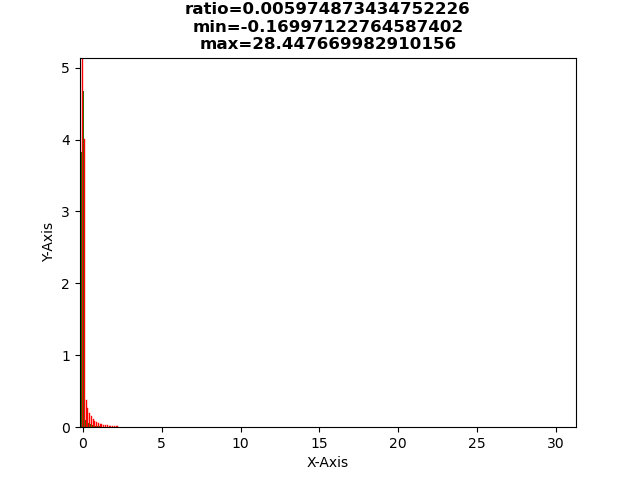 ratio=0.005974873434752226
min=-0.16997122764587402
max=28.447669982910156
5
4
3
2
1
0
Y-Axis
0 5 10 15 20 25 30
X-Axis